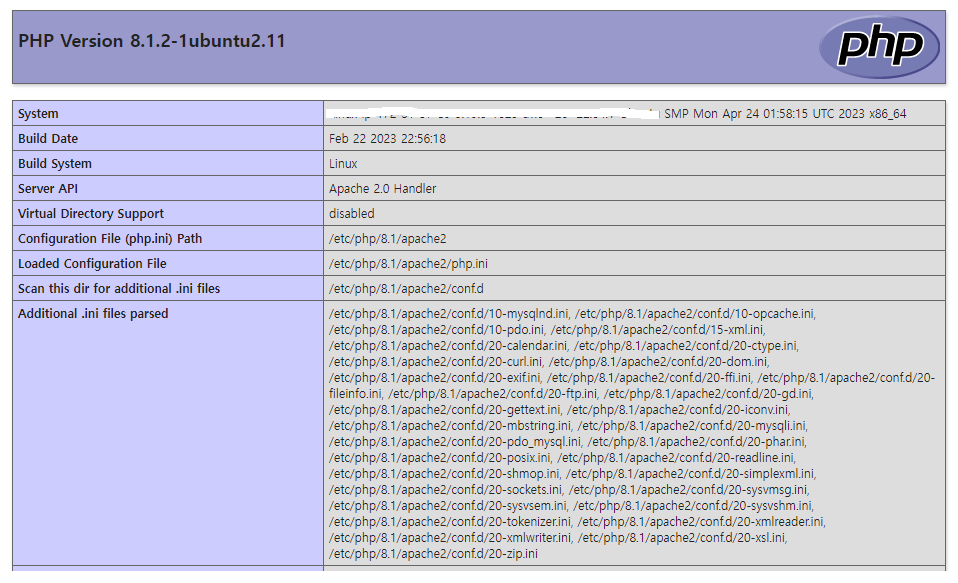 PHP Version 8.1.2-1ubuntu2.11
php
System SMP Mon Apr 24 01:58:15 UTC 2023 x86_64
Build Date Feb 22 2023 22:56:18
Build System Linux
Server API Apache 2.0 Handler
Virtual Directory Support disabled
Configuration File (php.ini) Path /etc/php/8.1/apache2
Loaded Configuration File /etc/php/8.1/apache2/php.ini
Scan this dir for additional .ini files /etc/php/8.1/apache2/conf.d
Additional .ini files parsed /etc/php/8.1/apache2/conf.d/10-mysqlnd.ini, /etc/php/8.1/apache2/conf.d/10-opcache.ini,
/etc/php/8.1/apache2/conf.d/10-pdo.ini, /etc/php/8.1/apache2/conf.d/15-xml.ini,
/etc/php/8.1/apache2/conf.d/20-calendar.ini, /etc/php/8.1/apache2/conf.d/20-ctype.ini,
/etc/php/8.1/apache2/conf.d/20-curl.ini, /etc/php/8.1/apache2/conf.d/20-dom.ini,
/etc/php/8.1/apache2/conf.d/20-exif.ini, /etc/php/8.1/apache2/conf.d/20-ffi.ini, /etc/php/8.1/apache2/conf.d/20-
fileinfo.ini, /etc/php/8.1/apache2/conf.d/20-ftp.ini, /etc/php/8.1/apache2/conf.d/20-gd.ini,
/etc/php/8.1/apache2/conf.d/20-gettext.ini, /etc/php/8.1/apache2/conf.d/20-iconv.ini,
/etc/php/8.1/apache2/conf.d/20-mbstring.ini, /etc/php/8.1/apache2/conf.d/20-mysqli.ini,
/etc/php/8.1/apache2/conf.d/20-pdo_mysql.ini, /etc/php/8.1/apache2/conf.d/20-phar.ini,
/etc/php/8.1/apache2/conf.d/20-posix.ini, /etc/php/8.1/apache2/conf.d/20-readline.ini,
/etc/php/8.1/apache2/conf.d/20-shmop.ini, /etc/php/8.1/apache2/conf.d/20-simplexml.ini,
/etc/php/8.1/apache2/conf.d/20-sockets.ini, /etc/php/8.1/apache2/conf.d/20-sysvmsg.ini,
/etc/php/8.1/apache2/conf.d/20-sysvsem.ini, /etc/php/8.1/apache2/conf.d/20-sysvshm.ini,
/etc/php/8.1/apache2/conf.d/20-tokenizer.ini, /etc/php/8.1/apache2/conf.d/20-xmlreader.ini,
/etc/php/8.1/apache2/conf.d/20-xmlwriter.ini, /etc/php/8.1/apache2/conf.d/20-xsl.ini,
/etc/php/8.1/apache2/conf.d/20-zip.ini